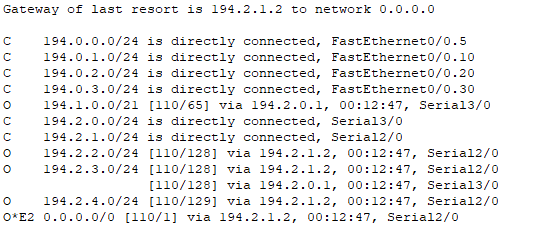 Gateway of last resort is 194.2.1.2 to network 0.0.0.0

C    194.0.0.0/24 is directly connected, FastEthernet0/0.5
C    194.0.1.0/24 is directly connected, FastEthernet0/0.10
C    194.0.2.0/24 is directly connected, FastEthernet0/0.20
C    194.0.3.0/24 is directly connected, FastEthernet0/0.30
O    194.1.0.0/21 [110/65] via 194.2.0.1, 00:12:47, Serial3/0
C    194.2.0.0/24 is directly connected, Serial3/0
C    194.2.1.0/24 is directly connected, Serial2/0
O    194.2.2.0/24 [110/128] via 194.2.1.2, 00:12:47, Serial2/0
O    194.2.3.0/24 [110/128] via 194.2.1.2, 00:12:47, Serial2/0
                  [110/128] via 194.2.0.1, 00:12:47, Serial3/0
O    194.2.4.0/24 [110/129] via 194.2.1.2, 00:12:47, Serial2/0
O*E2 0.0.0.0/0 [110/1] via 194.2.1.2, 00:12:47, Serial2/0